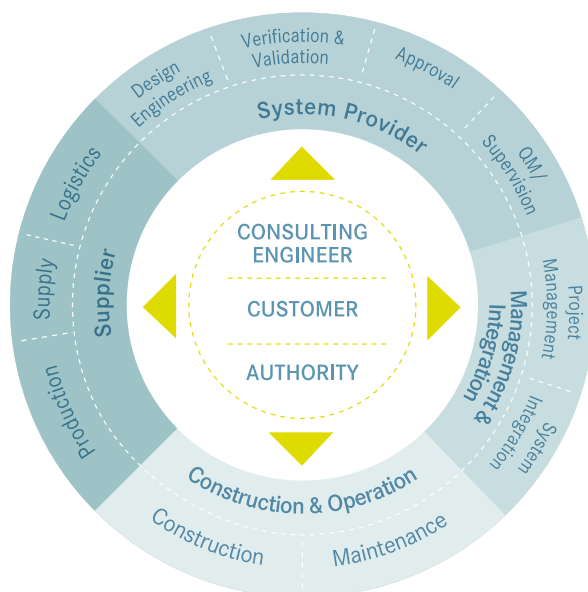 Verification &
Validation
Approval
Design
Engineering
System Provider
QM/
Supervision
Logistics
CONSULTING
ENGINEER
Supply
Supplier
CUSTOMER
Management &
Integration
Project
Management
AUTHORITY
Production
System
Integration
Construction & Operation
Construction
Maintenance